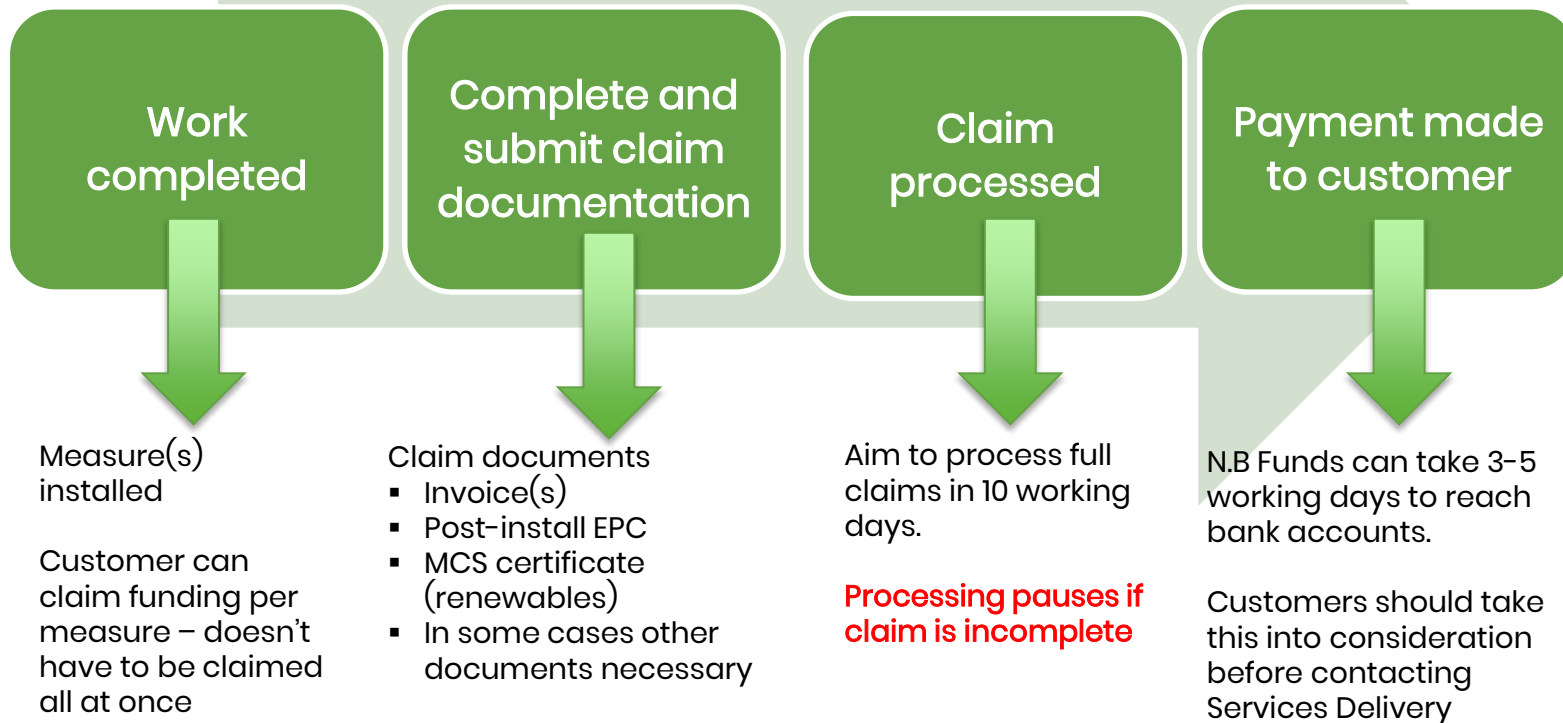 Work
completed
Complete and
submit claim
documentation
Claim
processed
Payment made
to customer
Measure(s)
installed
Customer can
claim funding per
measure – doesn't
have to be claimed
all at once
Claim documents
▪ Invoice(s)
▪ Post-install EPC
▪ MCS certificate
(renewables)
▪ In some cases other
documents necessary
Aim to process full
claims in 10 working
days.
Processing pauses if
claim is incomplete
N.B Funds can take 3-5
working days to reach
bank accounts.
Customers should take
this into consideration
before contacting
Services Delivery